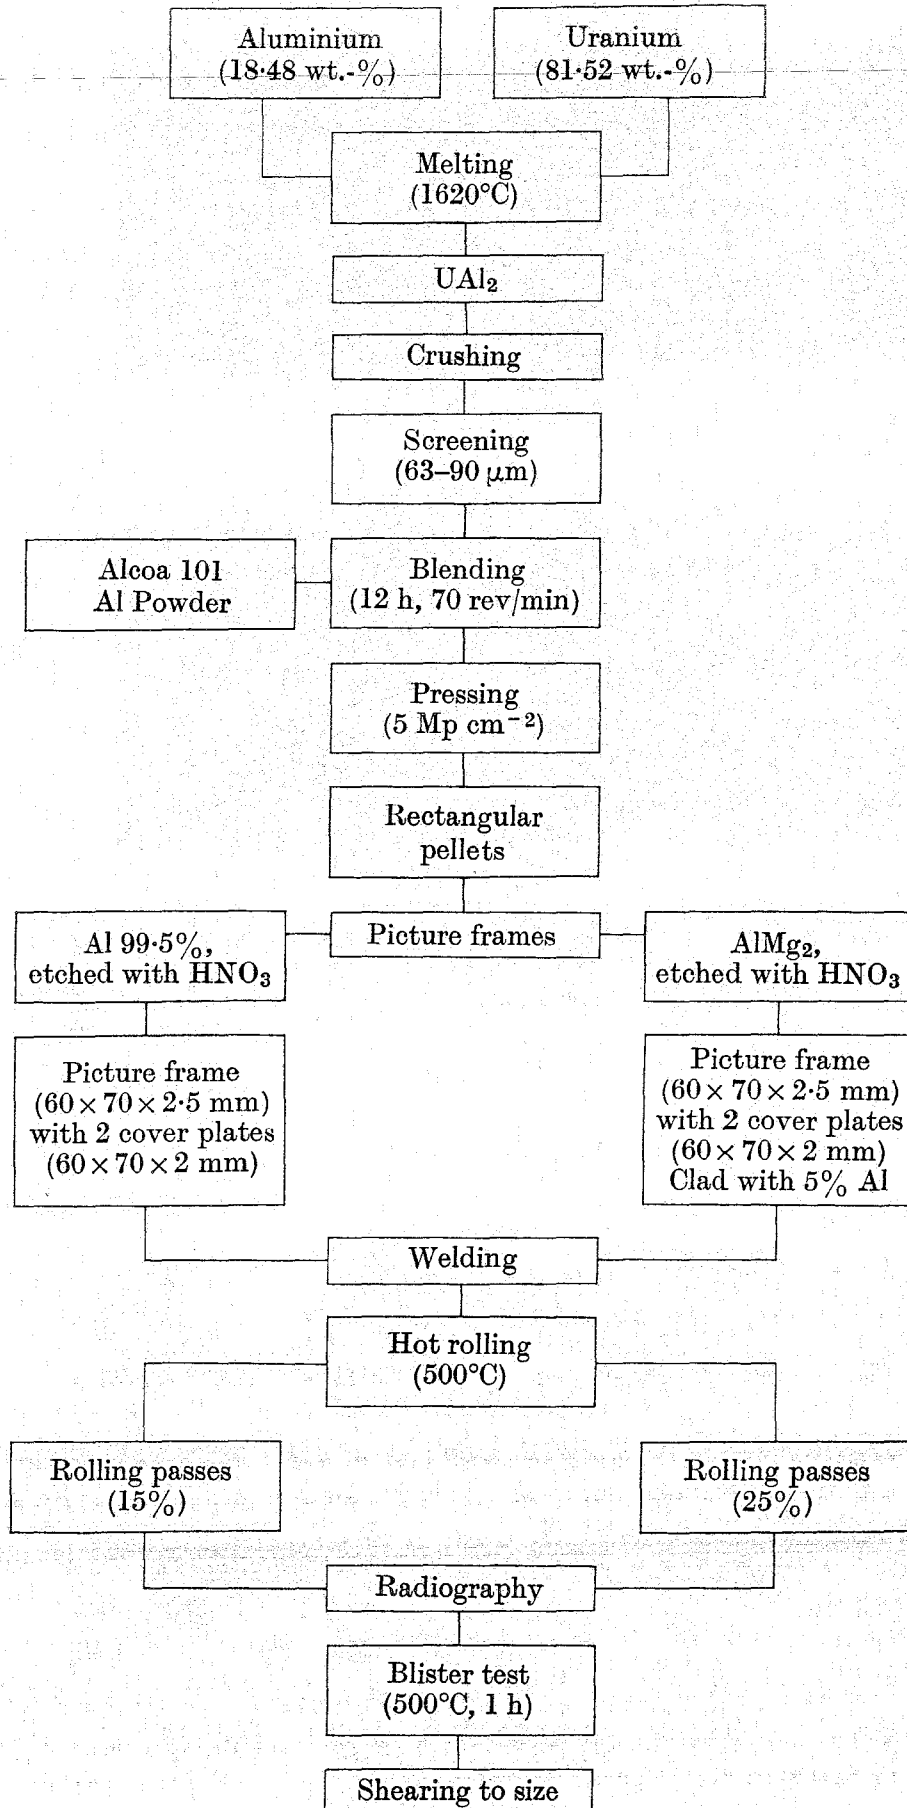 Aluminium
(18·48 wt.-%)
Uranium
(81·52 wt.-%)
Melting
(1620°C)
UAl₂
Crushing
Screening
(63–90 μm)
Alcoa 101
Al Powder
Blending
(12 h, 70 rev/min)
Pressing
(5 Mp cm⁻²)
Rectangular
pellets
Al 99·5%,
etched with HNO₃
Picture frames
AlMg₂,
etched with HNO₃
Picture frame
(60 × 70 × 2·5 mm)
with 2 cover plates
(60 × 70 × 2 mm)
Picture frame
(60 × 70 × 2·5 mm)
with 2 cover plates
(60 × 70 × 2 mm)
Clad with 5% Al
Welding
Hot rolling
(500°C)
Rolling passes
(15%)
Rolling passes
(25%)
Radiography
Blister test
(500°C, 1 h)
Shearing to size